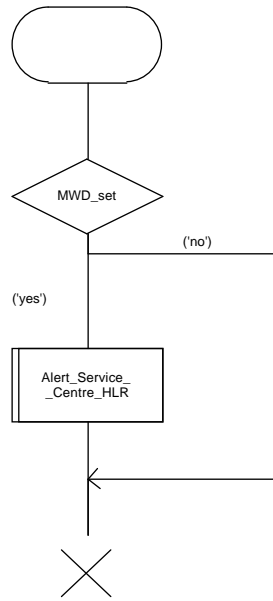 MWD_set
('no')
('yes')
Alert_Service_
_Centre_HLR